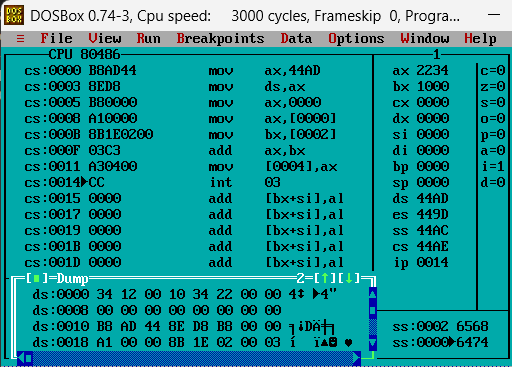 DOSBox 0.74-3, Cpu speed: 3000 cycles, Frameskip 0, Progra...
≡ File View Run Breakpoints Data Options Window Help
CPU 80486 1
cs:0000 B8AD44 mov ax,44AD ax 2234 c=0
cs:0003 8ED8 mov ds,ax bx 1000 z=0
cs:0005 B80000 mov ax,0000 cx 0000 s=0
cs:0008 A10000 mov ax,[0000] dx 0000 o=0
cs:000B 8B1E0200 mov bx,[0002] si 0000 p=0
cs:000F 03C3 add ax,bx di 0000 a=0
cs:0011 A30400 mov [0004],ax bp 0000 i=1
cs:0014►CC int 03 sp 0000 d=0
cs:0015 0000 add [bx+si],al ds 44AD
cs:0017 0000 add [bx+si],al es 449D
cs:0019 0000 add [bx+si],al ss 44AC
cs:001B 0000 add [bx+si],al cs 44AE
cs:001D 0000 add [bx+si],al ip 0014
[■]=Dump 2=[↑][↓]
ds:0000 34 12 00 10 34 22 00 00 4↕ ►4"
ds:0008 00 00 00 00 00 00 00 00
ds:0010 B8 AD 44 8E D8 B8 00 00 ╕¡DÄ╪╕
ds:0018 A1 00 00 8B 1E 02 00 03 í ï▲☻ ♥
ss:0002 6568
ss:0000►6474